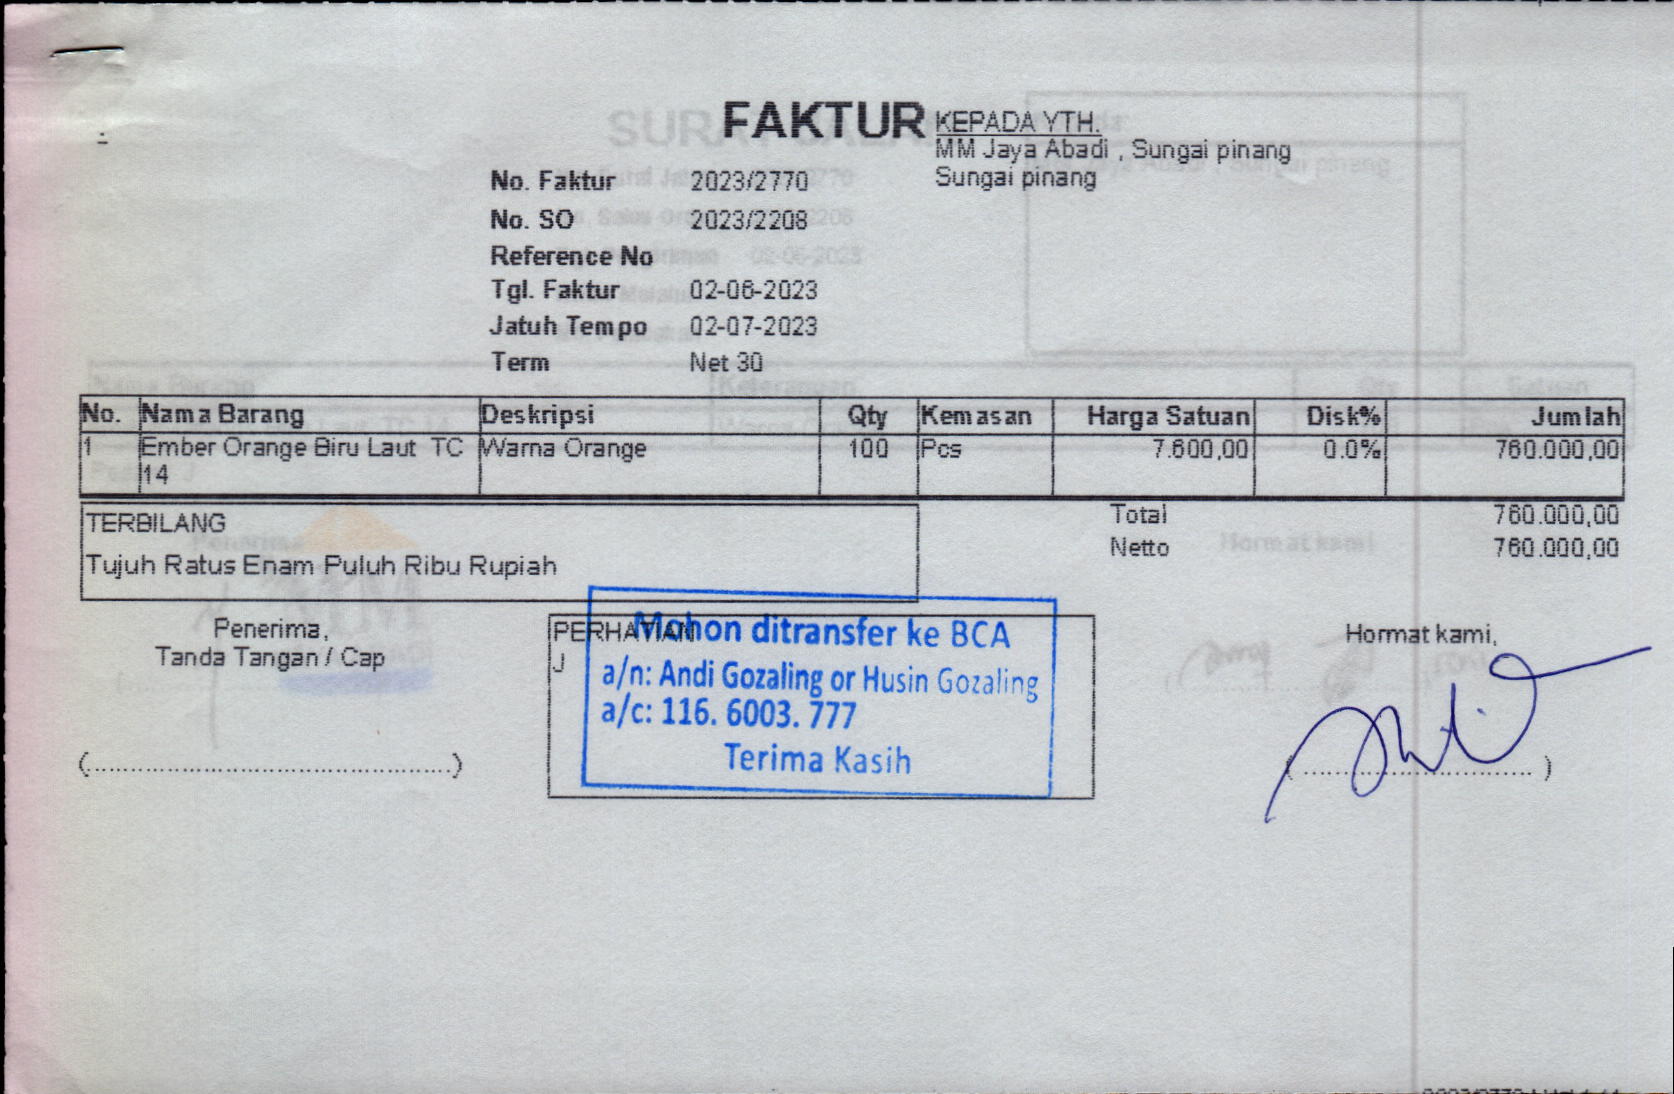 FAKTUR
KEPADA YTH.
MM Jaya Abadi , Sungai pinang
Sungai pinang
No. Faktur 2023/2770
No. SO 2023/2208
Reference No
Tgl. Faktur 02-06-2023
Jatuh Tempo 02-07-2023
Term Net 30
No. Nama Barang Deskripsi Qty Kemasan Harga Satuan Disk% Jumlah
1 Ember Orange Biru Laut TC Warna Orange 100 Pcs 7.600,00 0.0% 760.000,00
14
TERBILANG
Tujuh Ratus Enam Puluh Ribu Rupiah
Total 760.000,00
Netto 760.000,00
Penerima,
Tanda Tangan / Cap
(..............................................)
PERHATIAN
J
Mohon ditransfer ke BCA
a/n: Andi Gozaling or Husin Gozaling
a/c: 116. 6003. 777
Terima Kasih
Hormat kami,
(..............................)